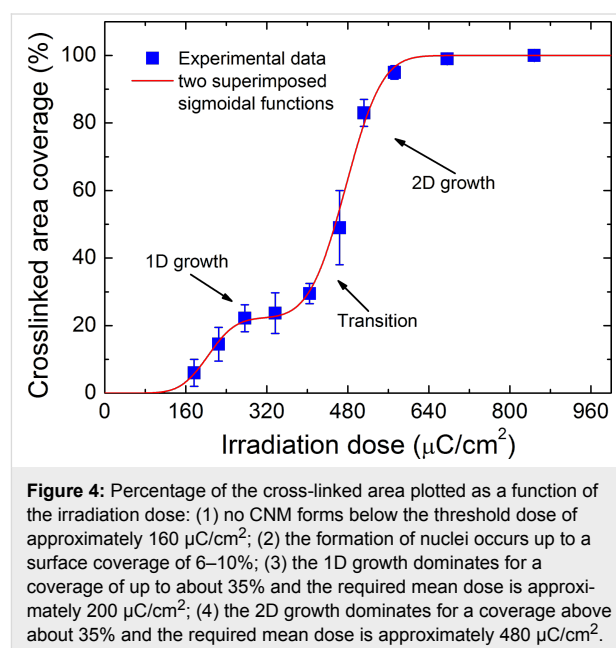 Crosslinked area coverage (%)
100
80
60
40
20
0
Experimental data
two superimposed
sigmoidal functions
2D growth
1D growth
Transition
0 160 320 480 640 800 960
Irradiation dose (μC/cm²)
Figure 4: Percentage of the cross-linked area plotted as a function of
the irradiation dose: (1) no CNM forms below the threshold dose of
approximately 160 µC/cm²; (2) the formation of nuclei occurs up to a
surface coverage of 6–10%; (3) the 1D growth dominates for a
coverage of up to about 35% and the required mean dose is approxi-
mately 200 µC/cm²; (4) the 2D growth dominates for a coverage above
about 35% and the required mean dose is approximately 480 µC/cm².